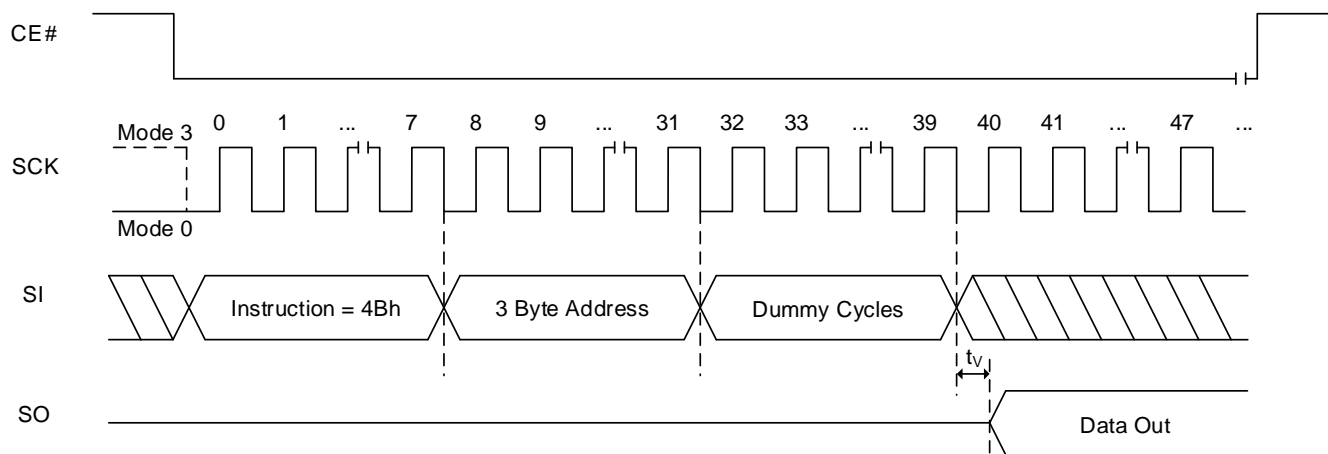 CE#
0 1 ... 7 8 9 ... 31 32 33 ... 39 40 41 ... 47 ...
Mode 3
SCK
Mode 0
SI Instruction = 4Bh 3 Byte Address Dummy Cycles
tV
SO Data Out